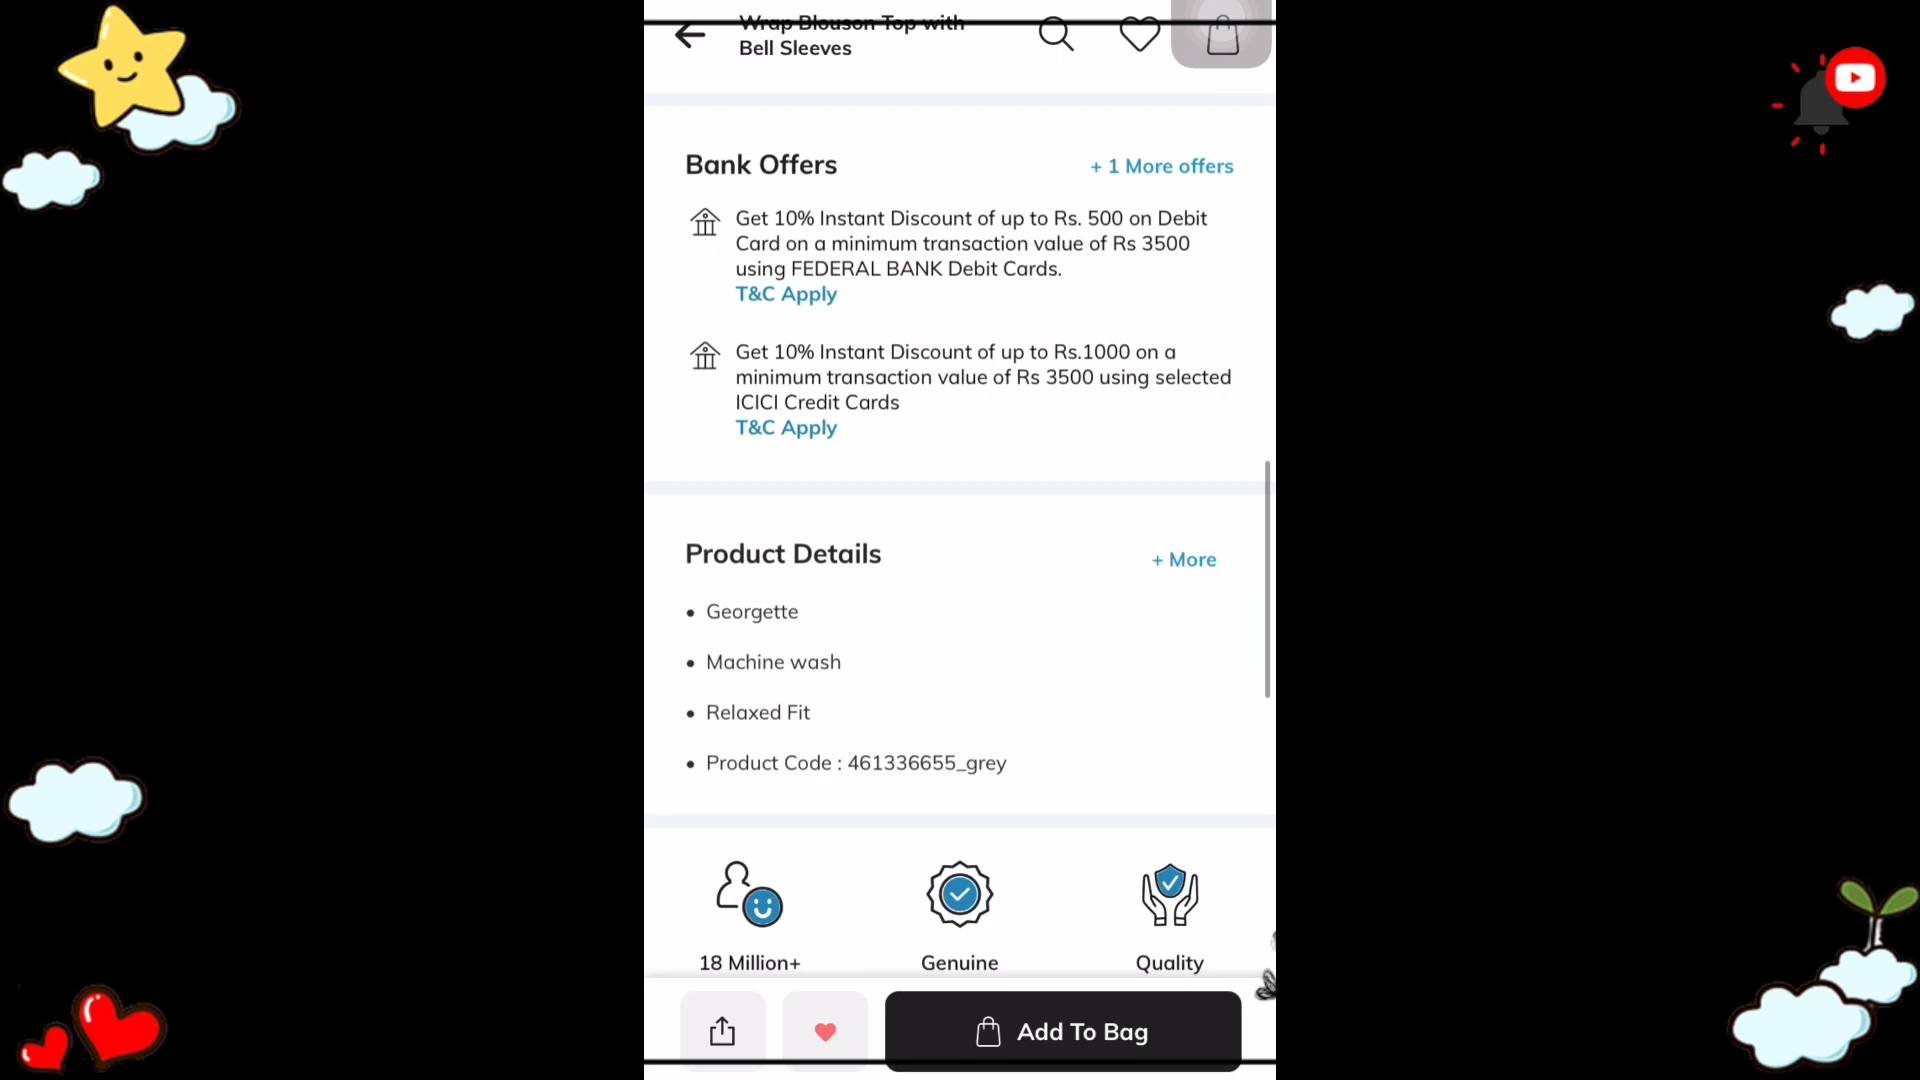 Wrap Blouson Top with
Bell Sleeves
Bank Offers
+ 1 More offers
Get 10% Instant Discount of up to Rs. 500 on Debit
Card on a minimum transaction value of Rs 3500
using FEDERAL BANK Debit Cards.
T&C Apply
Get 10% Instant Discount of up to Rs.1000 on a
minimum transaction value of Rs 3500 using selected
ICICI Credit Cards
T&C Apply
Product Details
+ More
• Georgette
• Machine wash
• Relaxed Fit
• Product Code : 461336655_grey
18 Million+
Genuine
Quality
Add To Bag